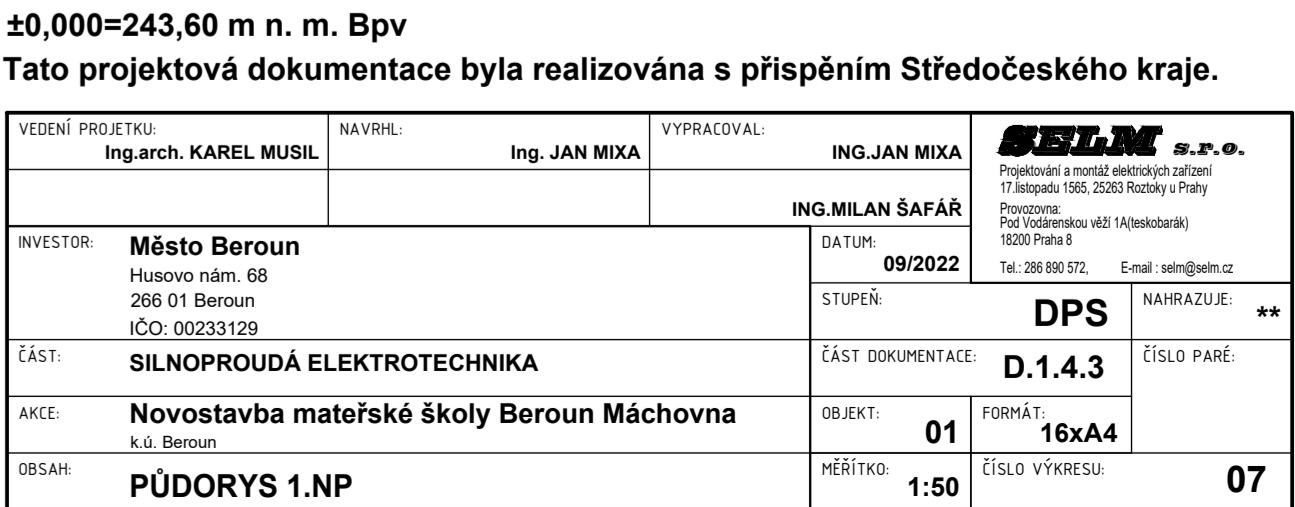 ±0,000=243,60 m n. m. Bpv
Tato projektová dokumentace byla realizována s přispěním Středočeského kraje.
VEDENÍ PROJETKU:
Ing.arch. KAREL MUSIL
NAVRHL:
Ing. JAN MIXA
VYPRACOVAL:
ING.JAN MIXA
ING.MILAN ŠAFÁŘ
SELM s.r.o.
Projektování a montáž elektrických zařízení
17.listopadu 1565, 25263 Roztoky u Prahy
Provozovna:
Pod Vodárenskou věží 1A(teskobarák)
18200 Praha 8
Tel.: 286 890 572, E-mail : selm@selm.cz
INVESTOR:
Město Beroun
Husovo nám. 68
266 01 Beroun
IČO: 00233129
DATUM:
09/2022
STUPEŇ:
DPS
NAHRAZUJE:
**
ČÁST:
SILNOPROUDÁ ELEKTROTECHNIKA
ČÁST DOKUMENTACE:
D.1.4.3
ČÍSLO PARÉ:
AKCE:
Novostavba mateřské školy Beroun Máchovna
k.ú. Beroun
OBJEKT:
01
FORMÁT:
16xA4
OBSAH:
PŮDORYS 1.NP
MĚŘÍTKO:
1:50
ČÍSLO VÝKRESU:
07